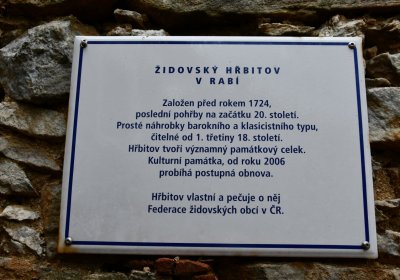 ŽIDOVSKÝ HŘBITOV
V RABÍ
Založen před rokem 1724,
poslední pohřby na začátku 20. století.
Prosté náhrobky barokního a klasicistního typu,
čitelné od 1. třetiny 18. století.
Hřbitov tvoří významný památkový celek.
Kulturní památka, od roku 2006
probíhá postupná obnova.
Hřbitov vlastní a pečuje o něj
Federace židovských obcí v ČR.